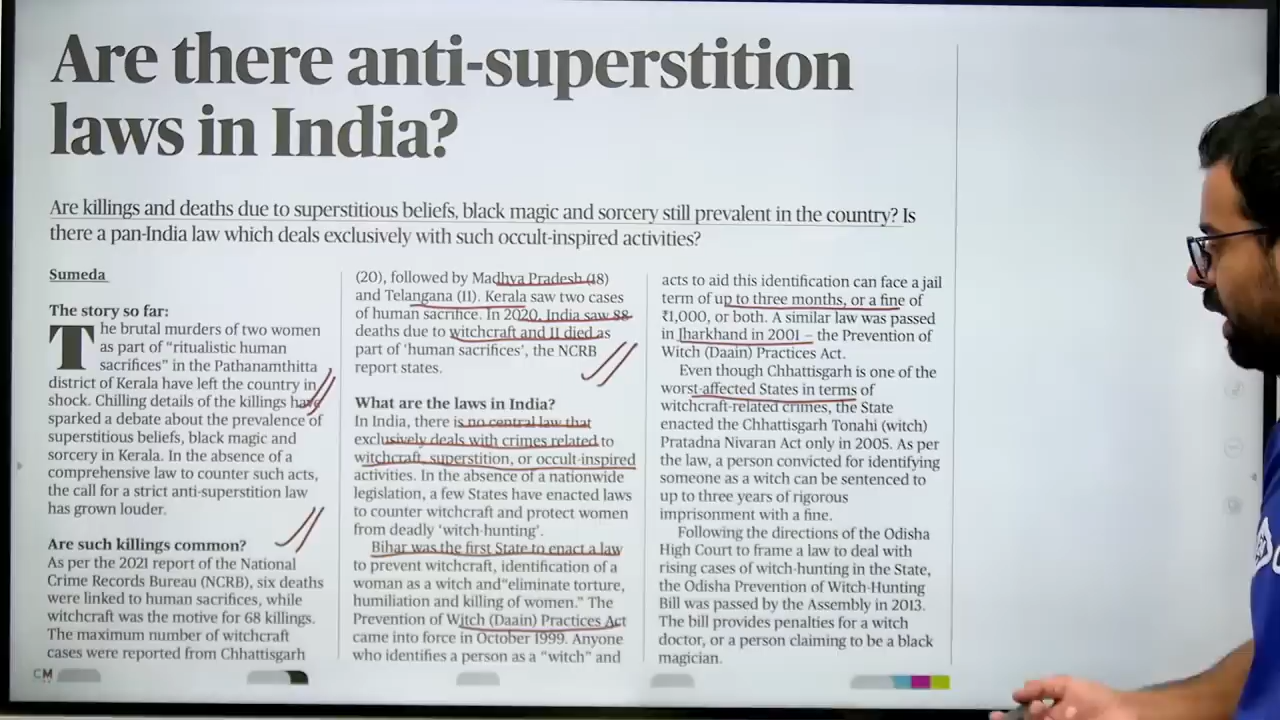 Are there anti-superstition
laws in India?
Are killings and deaths due to superstitious beliefs, black magic and sorcery still prevalent in the country? Is
there a pan-India law which deals exclusively with such occult-inspired activities?
Sumeda
The story so far:
The brutal murders of two women
as part of “ritualistic human
sacrifices” in the Pathanamthitta
district of Kerala have left the country in
shock. Chilling details of the killings have
sparked a debate about the prevalence of
superstitious beliefs, black magic and
sorcery in Kerala. In the absence of a
comprehensive law to counter such acts,
the call for a strict anti-superstition law
has grown louder.
Are such killings common?
As per the 2021 report of the National
Crime Records Bureau (NCRB), six deaths
were linked to human sacrifices, while
witchcraft was the motive for 68 killings.
The maximum number of witchcraft
cases were reported from Chhattisgarh
(20), followed by Madhya Pradesh (18)
and Telangana (11). Kerala saw two cases
of human sacrifice. In 2020, India saw 88
deaths due to witchcraft and 11 died as
part of ‘human sacrifices’, the NCRB
report states.
What are the laws in India?
In India, there is no central law that
exclusively deals with crimes related to
witchcraft, superstition, or occult-inspired
activities. In the absence of a nationwide
legislation, a few States have enacted laws
to counter witchcraft and protect women
from deadly ‘witch-hunting’.
Bihar was the first State to enact a law
to prevent witchcraft, identification of a
woman as a witch and “eliminate torture,
humiliation and killing of women.” The
Prevention of Witch (Daain) Practices Act
came into force in October 1999. Anyone
who identifies a person as a “witch” and
acts to aid this identification can face a jail
term of up to three months, or a fine of
₹1,000, or both. A similar law was passed
in Jharkhand in 2001 – the Prevention of
Witch (Daain) Practices Act.
Even though Chhattisgarh is one of the
worst-affected States in terms of
witchcraft-related crimes, the State
enacted the Chhattisgarh Tonahi (witch)
Pratadna Nivaran Act only in 2005. As per
the law, a person convicted for identifying
someone as a witch can be sentenced to
up to three years of rigorous
imprisonment with a fine.
Following the directions of the Odisha
High Court to frame a law to deal with
rising cases of witch-hunting in the State,
the Odisha Prevention of Witch-Hunting
Bill was passed by the Assembly in 2013.
The bill provides penalties for a witch
doctor, or a person claiming to be a black
magician.
CM